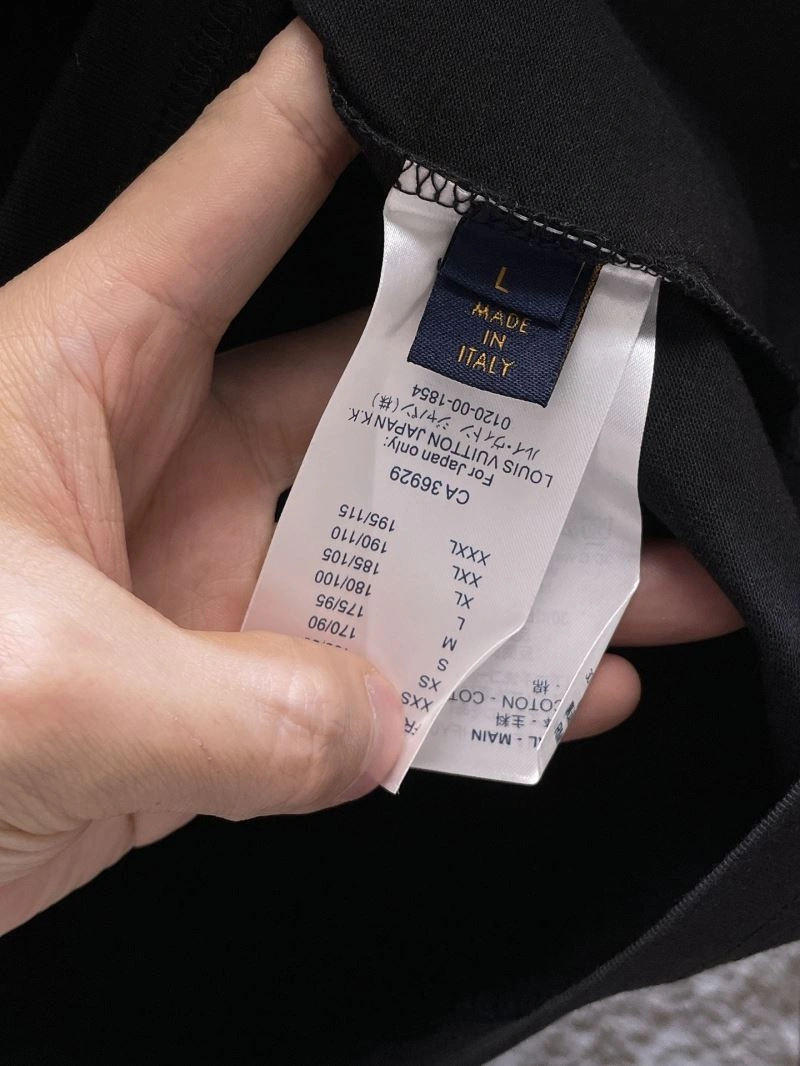 L
MADE
IN
ITALY
XL - MAIN
主料
COTON - COT
棉
XXS
XS
S
M 170/90
L 175/95
XL 180/100
XXL 185/105
XXXL 190/110
195/115
CA 36929
For Japan only:
LOUIS VUITTON JAPAN K.K.
ルイ・ヴィトン ジャパン(株)
0120-00-1854